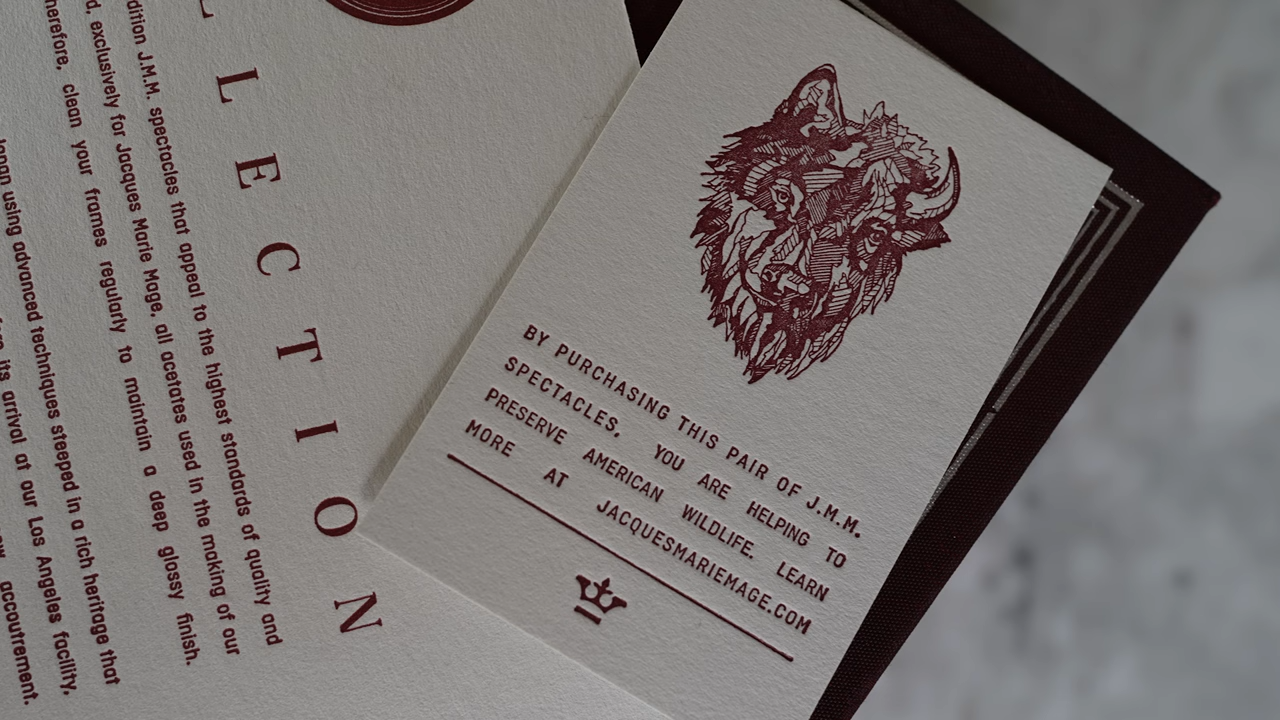 LLECTION
dition J.M.M. spectacles that appeal to the highest standards of quality and
exclusively for Jacques Marie Mage, all acetates used in the making of our
clean your frames regularly to maintain a deep glossy finish.
using advanced techniques steeped in a rich heritage that
its arrival at our Los Angeles facility,
accoutrement.
BY PURCHASING THIS PAIR OF J.M.M.
SPECTACLES, YOU ARE HELPING TO
PRESERVE AMERICAN WILDLIFE. LEARN
MORE AT JACQUESMARIEMAGE.COM